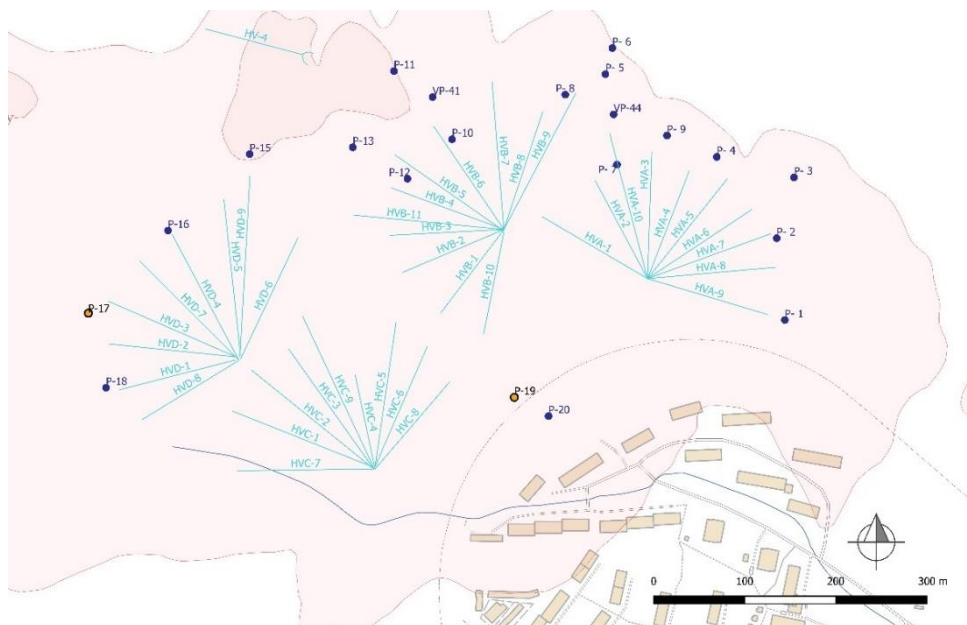 HV-4
P- 6
P-11
P- 5
VP-41
P- 8
VP-44
P-10
P- 9
P-13
P-15
P- 4
P-12
P- 7
P- 3
HVB-7
HVB-8
HVB-9
HVB-6
HVB-5
HVB-4
HVB-11
HVB-3
HVB-2
HVB-1
HVB-10
HVA-3
HVA-10
HVA-2
HVA-1
HVA-4
HVA-5
HVA-6
HVA-7
HVA-8
HVA-9
P- 2
P- 1
P-16
HVD-9
HVD-5
HVD-6
HVD-4
HVD-7
HVD-3
HVD-2
HVD-1
HVD-8
P-17
P-18
HVC-9
HVC-3
HVC-2
HVC-1
HVC-7
HVC-4
HVC-5
HVC-6
HVC-8
P-19
P-20
0 100 200 300 m